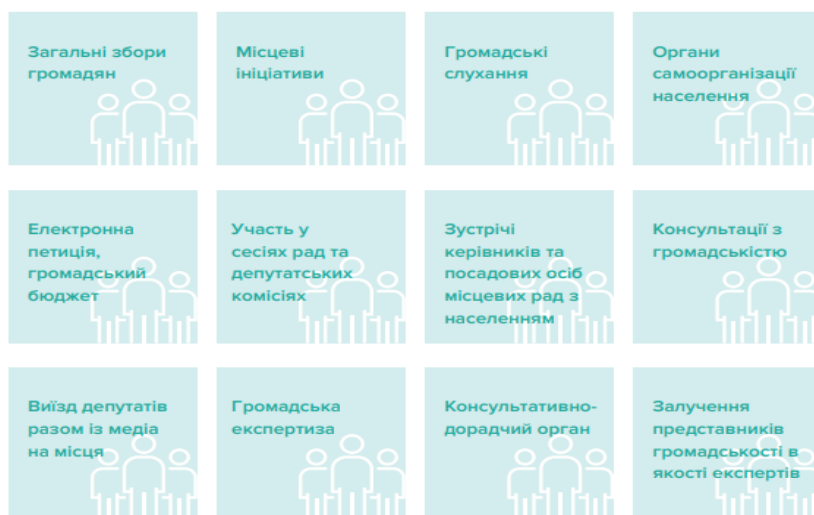 Загальні збори
громадян
Місцеві
ініціативи
Громадські
слухання
Органи
самоорганізації
населення
Електронна
петиція,
громадський
бюджет
Участь у
сесіях рад та
депутатських
комісіях
Зустрічі
керівників та
посадових осіб
місцевих рад з
населенням
Консультації з
громадськістю
Виїзд депутатів
разом із медіа
на місця
Громадська
експертиза
Консультативно-
дорадчий орган
Залучення
представників
громадськості в
якості експертів